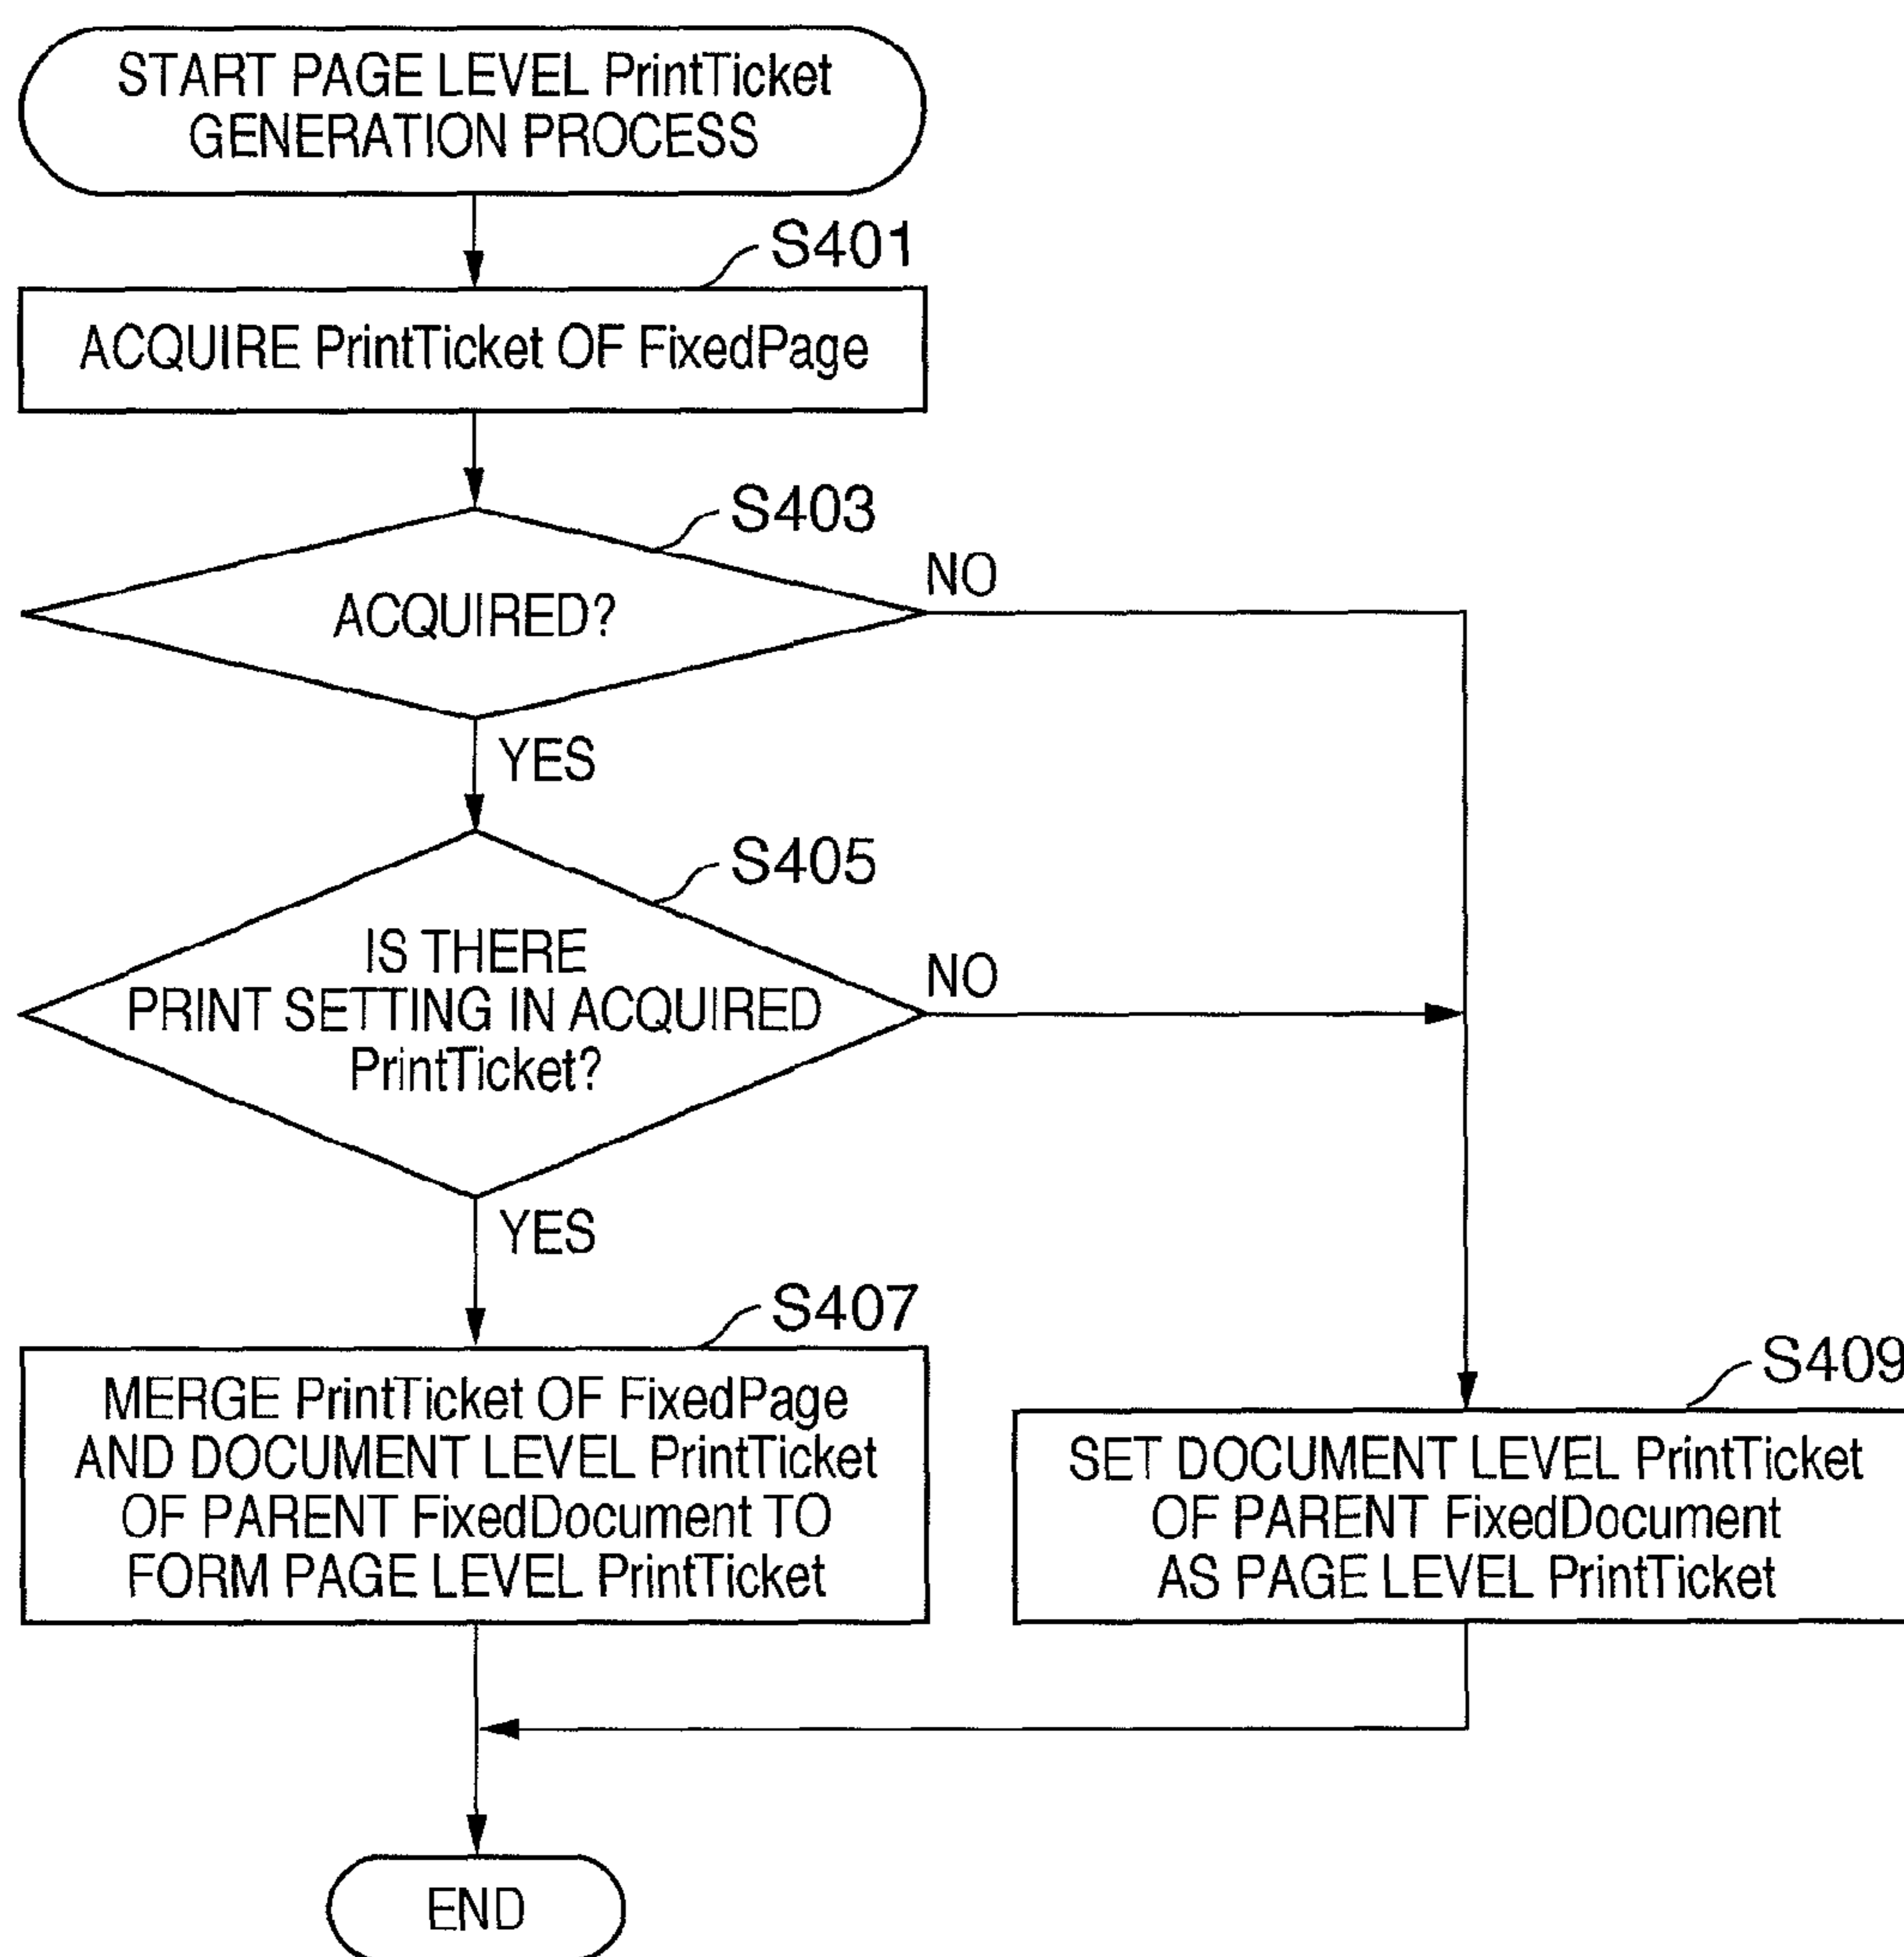 START PAGE LEVEL PrintTicket
GENERATION PROCESS
S401
ACQUIRE PrintTicket OF FixedPage
S403
ACQUIRED?
NO
YES
S405
IS THERE
PRINT SETTING IN ACQUIRED
PrintTicket?
NO
YES
S407
MERGE PrintTicket OF FixedPage
AND DOCUMENT LEVEL PrintTicket
OF PARENT FixedDocument TO
FORM PAGE LEVEL PrintTicket
S409
SET DOCUMENT LEVEL PrintTicket
OF PARENT FixedDocument
AS PAGE LEVEL PrintTicket
END